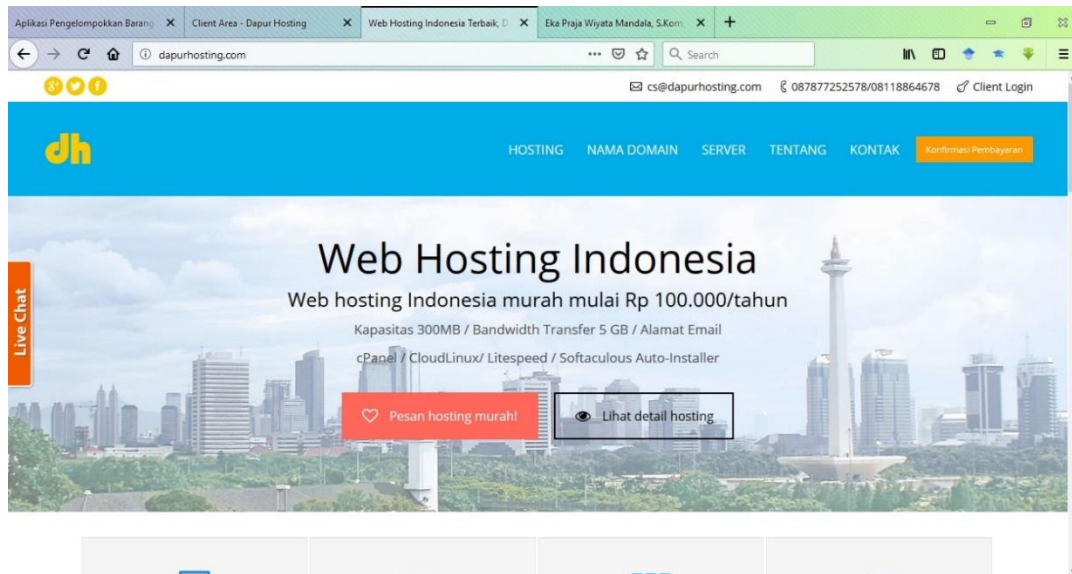 Aplikasi Pengelompokkan Barang
Client Area - Dapur Hosting
Web Hosting Indonesia Terbaik, D
Eka Praja Wiyata Mandala, S.Kom,
dapurhosting.com
Search
cs@dapurhosting.com
087877252578/08118864678
Client Login
dh
HOSTING NAMA DOMAIN SERVER TENTANG KONTAK Konfirmasi Pembayaran
Web Hosting Indonesia
Web hosting Indonesia murah mulai Rp 100.000/tahun
Kapasitas 300MB / Bandwidth Transfer 5 GB / Alamat Email
cPanel / CloudLinux/ Litespeed / Softaculous Auto-Installer
Pesan hosting murah!
Lihat detail hosting
Live Chat